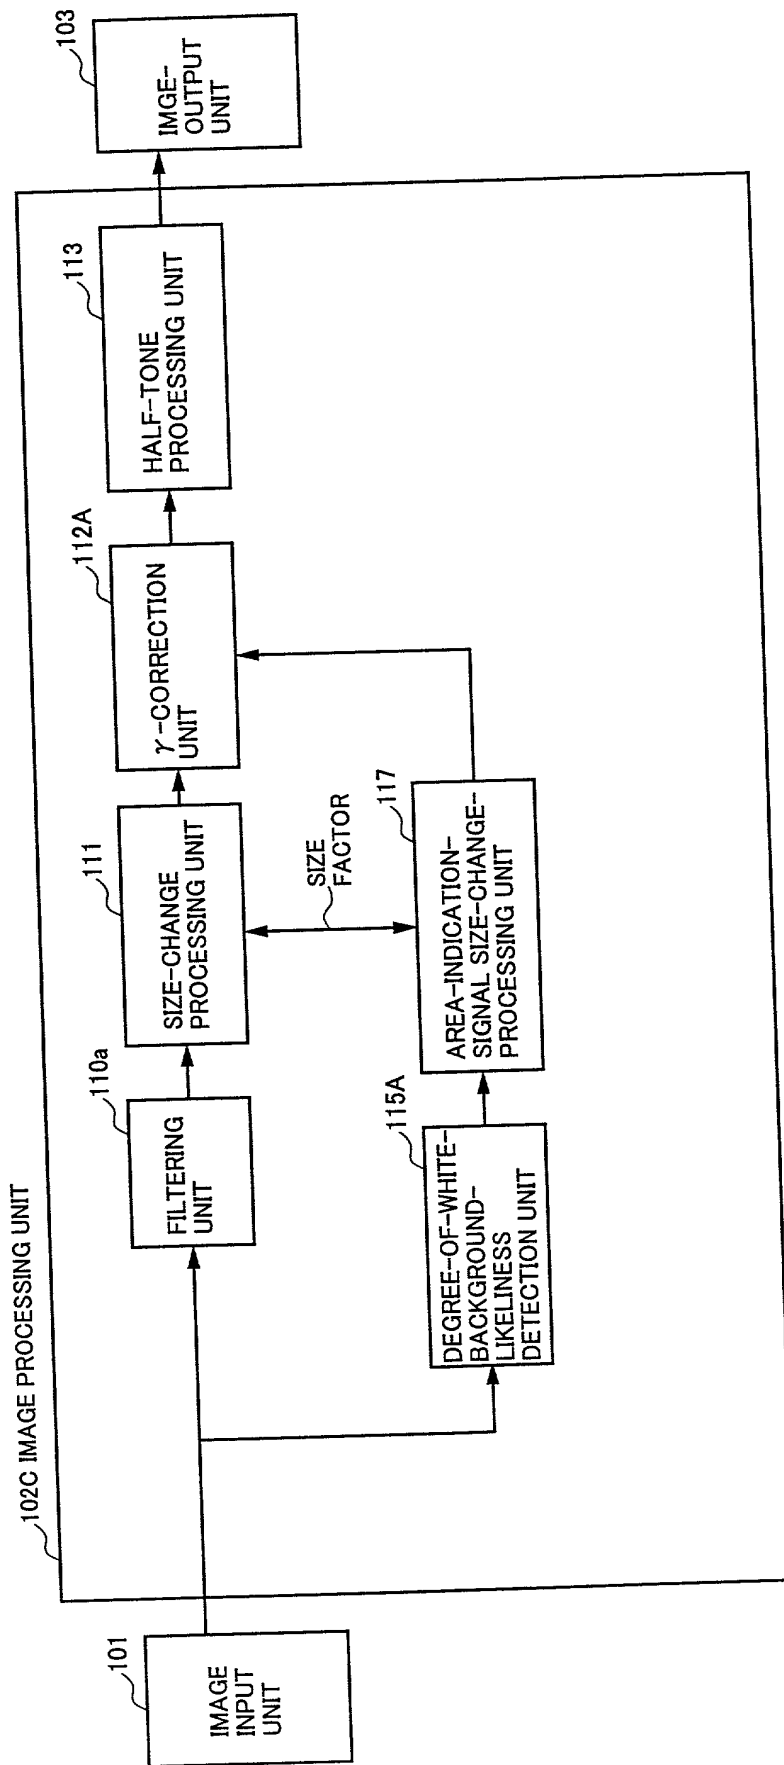 102C IMAGE PROCESSING UNIT
101
IMAGE
INPUT
UNIT
110a
FILTERING
UNIT
111
SIZE-CHANGE
PROCESSING UNIT
112A
γ-CORRECTION
UNIT
113
HALF-TONE
PROCESSING UNIT
103
IMGE-
OUTPUT
UNIT
SIZE
FACTOR
115A
DEGREE-OF-WHITE-
BACKGROUND-
LIKELINESS
DETECTION UNIT
117
AREA-INDICATION-
SIGNAL SIZE-CHANGE-
PROCESSING UNIT